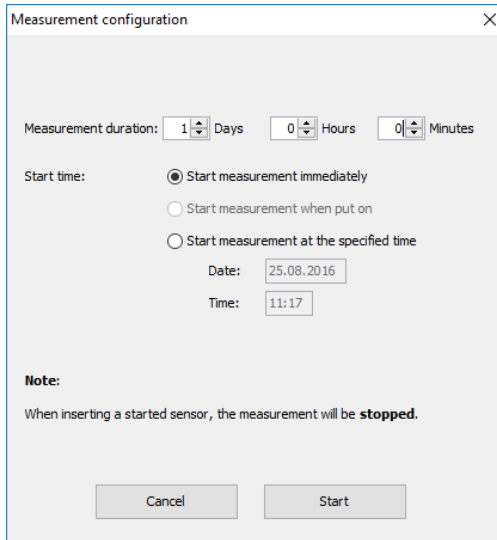 Measurement configuration
Measurement duration: 1 Days 0 Hours 0 Minutes
Start time: Start measurement immediately
Start measurement when put on
Start measurement at the specified time
Date: 25.08.2016
Time: 11:17
Note:
When inserting a started sensor, the measurement will be stopped.
Cancel Start